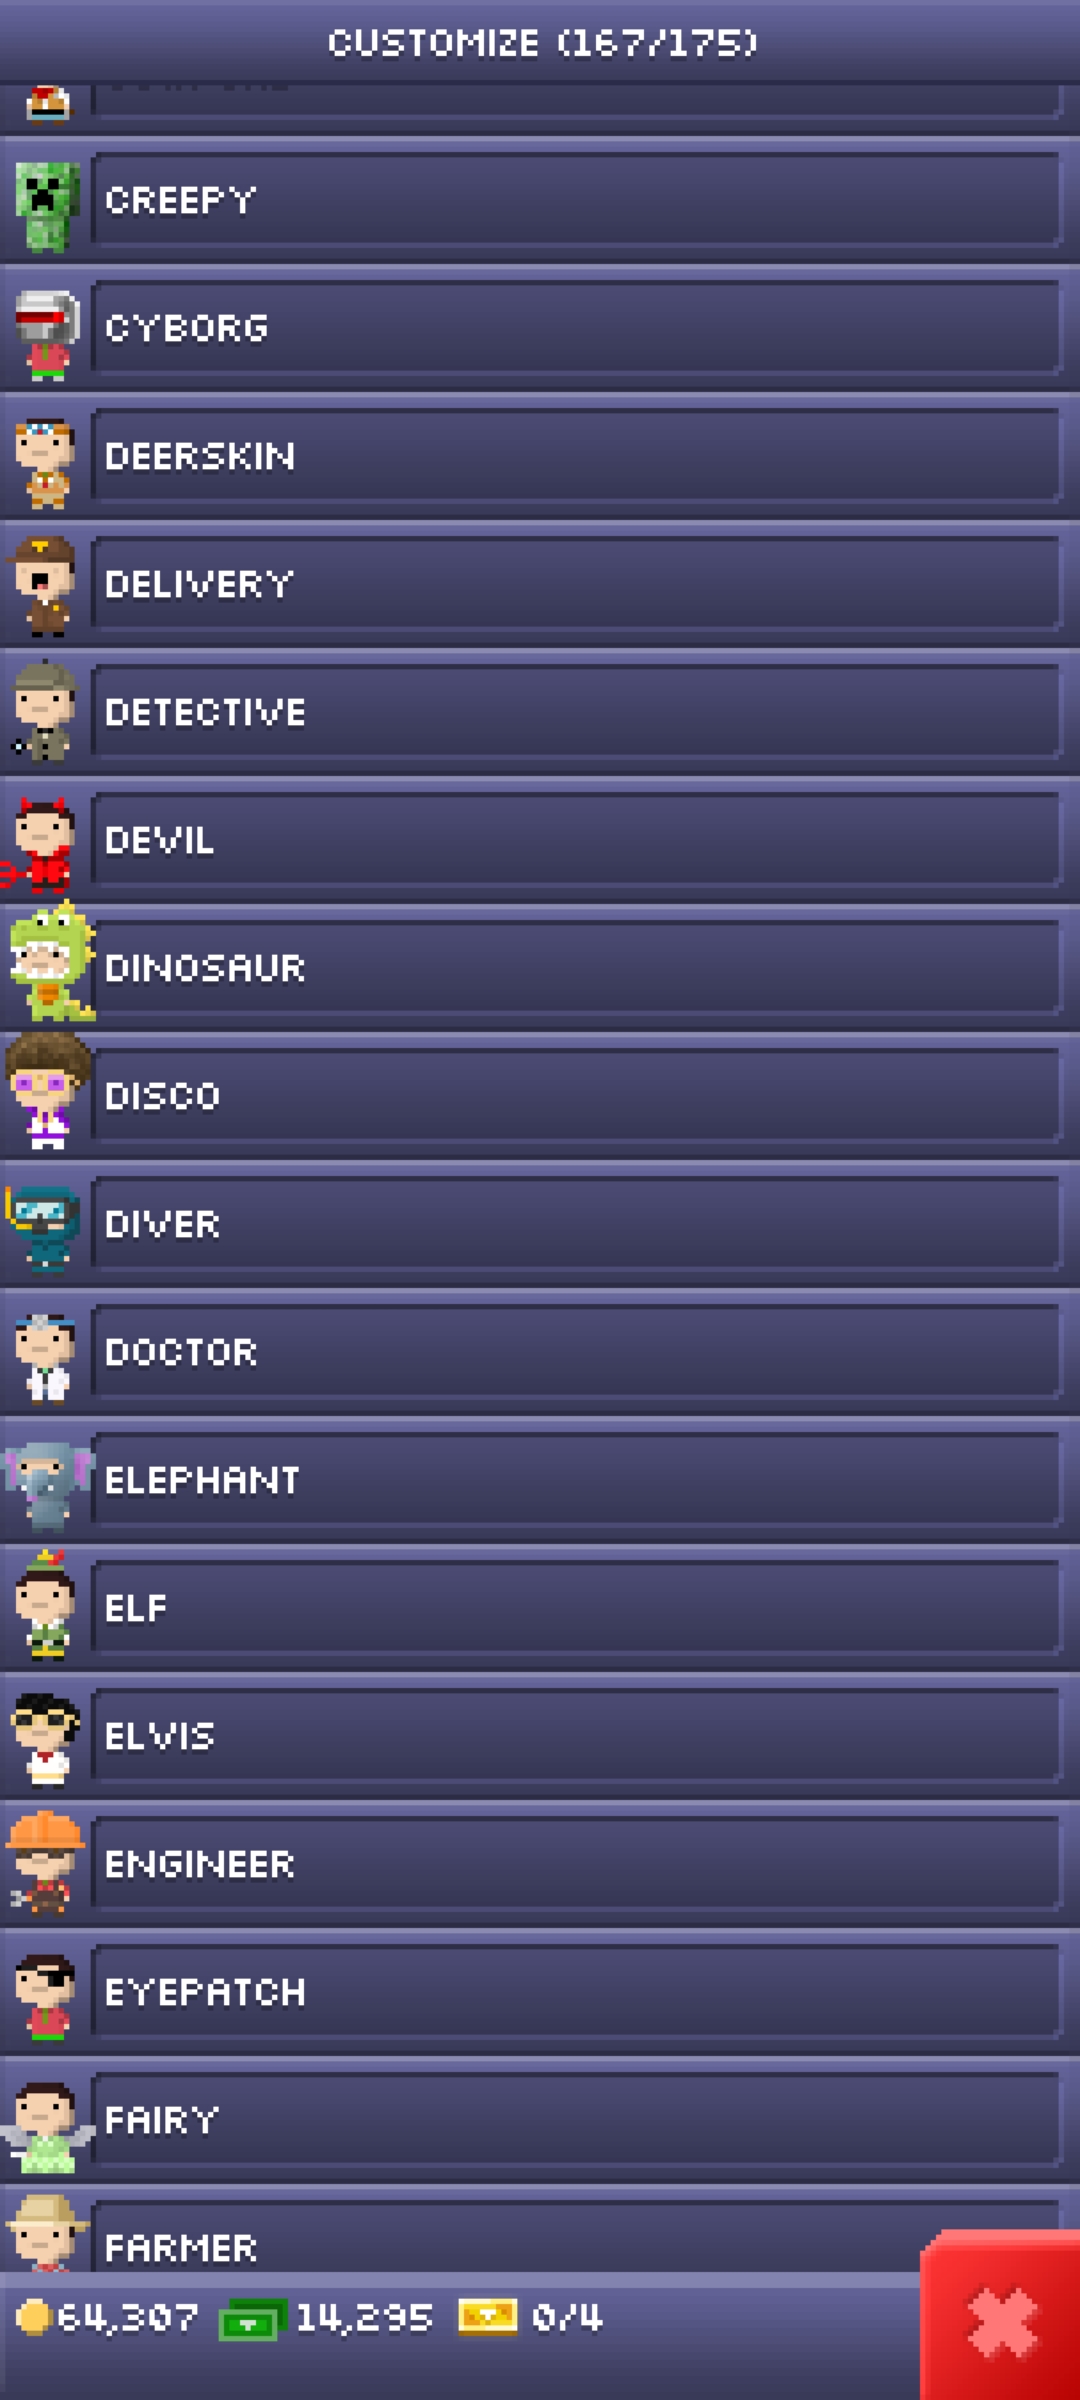 CUSTOMIZE (167/175)
CREEPY
CYBORG
DEERSKIN
DELIVERY
DETECTIVE
DEVIL
DINOSAUR
DISCO
DIVER
DOCTOR
ELEPHANT
ELF
ELVIS
ENGINEER
EYEPATCH
FAIRY
FARMER
64,307 14,295 0/4